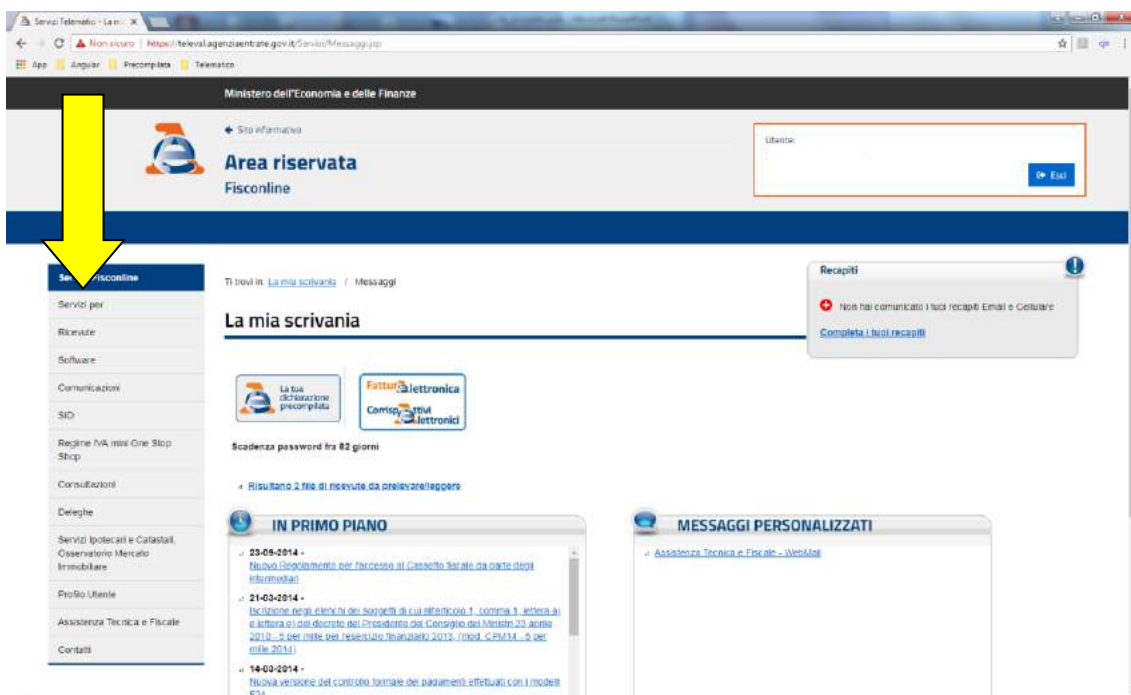 Servizi Telematici - La mi
Non sicuro | https://televal.agenziaentrate.gov.it/Servizi/Messaggi.jsp
App Angular Precompilata Telematico
Ministero dell'Economia e delle Finanze
Sito informativo
Area riservata
Fisconline
Utente:
Esci
Fisconline
Servizi per
Ricevute
Software
Comunicazioni
SID
Regime IVA mini One Stop
Shop
Consultazioni
Deleghe
Servizi Ipotecari e Catastali,
Osservatorio Mercato
Immobiliare
Profilo Utente
Assistenza Tecnica e Fiscale
Contatti
Ti trovi in: La mia scrivania / Messaggi
La mia scrivania
Recapiti
Non hai comunicato i tuoi recapiti Email e Cellulare
Completa i tuoi recapiti
La tua
dichiarazione
precompilata
Fattur@elettronica
Corrispettivi
elettronici
Scadenza password fra 82 giorni
Risultano 2 file di ricevute da prelevare/leggere
IN PRIMO PIANO
23-09-2014 -
Nuovo Regolamento per l'accesso al Cassetto fiscale da parte degli
intermediari
21-03-2014 -
Iscrizione negli elenchi dei soggetti di cui all'articolo 1, comma 1, lettera a)
e lettera e) del decreto del Presidente del Consiglio dei Ministri 23 aprile
2010 - 5 per mille per l'esercizio finanziario 2013, (mod. CPM14 - 5 per
mille 2014)
14-03-2014 -
Nuova versione del controllo formale dei pagamenti effettuati con i modelli
F24
MESSAGGI PERSONALIZZATI
Assistenza Tecnica e Fiscale - WebMail